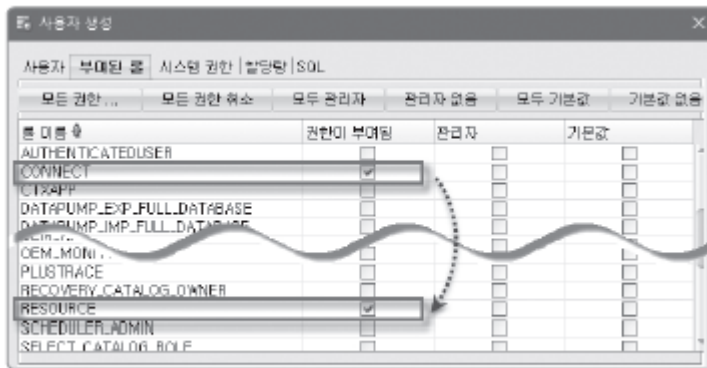 사용자 생성
사용자 부여된 롤 시스템 권한 할당량 SQL
모든 권한 ... 모든 권한 취소 모두 관리자 관리자 없음 모두 기본값 기본값 없음
롤 이름 권한이 부여됨 관리자 기본값
AUTHENTICATEDUSER
CONNECT
CTXAPP
DATAPUMP_EXP_FULL_DATABASE
DATAPUMP_IMP_FULL_DATABASE
OEM_MONI
PLUSTRACE
RECOVERY_CATALOG_OWNER
RESOURCE
SCHEDULER_ADMIN
SELECT_CATALOG_ROLE